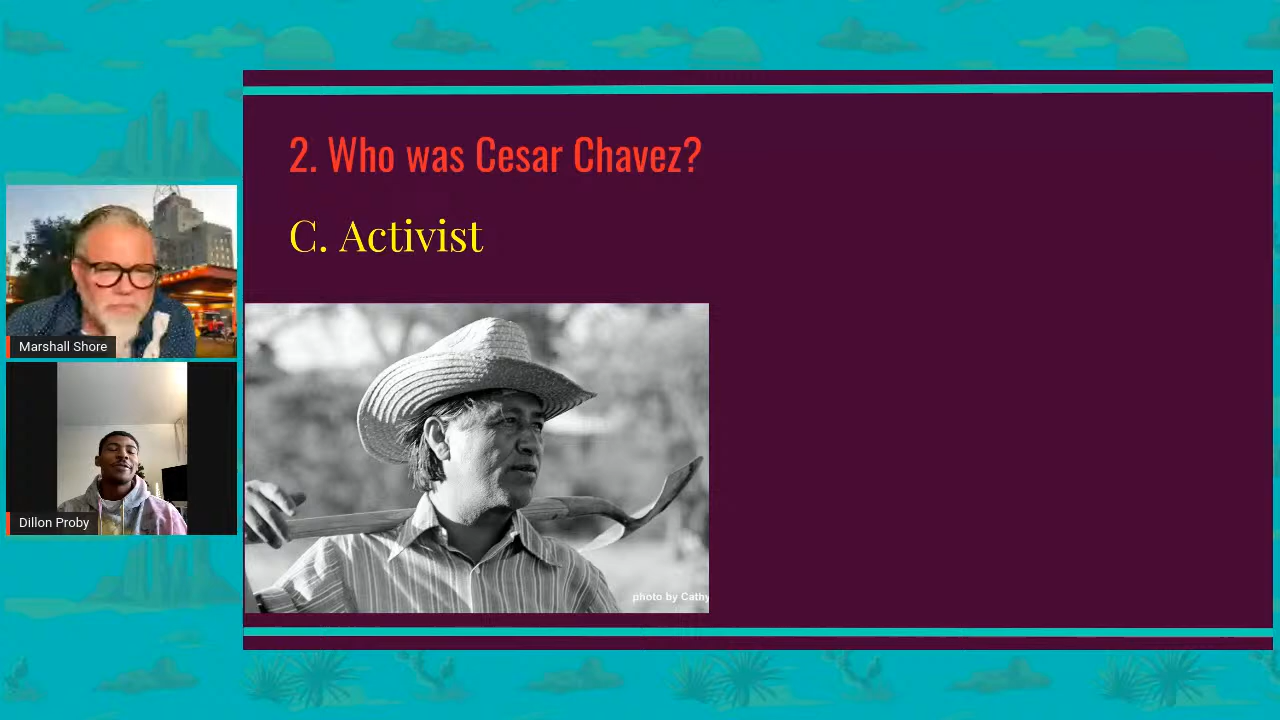 2. Who was Cesar Chavez?
C. Activist
Marshall Shore
Dillon Proby
photo by Cathy